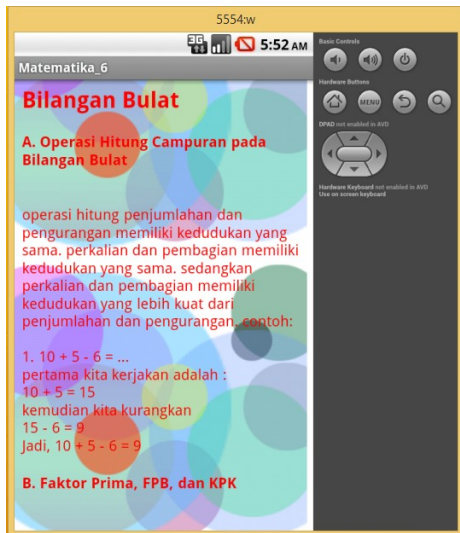 5554:w
3G
5:52 AM
Matematika_6
Bilangan Bulat
A. Operasi Hitung Campuran pada
Bilangan Bulat
operasi hitung penjumlahan dan
pengurangan memiliki kedudukan yang
sama. perkalian dan pembagian memiliki
kedudukan yang sama. sedangkan
perkalian dan pembagian memiliki
kedudukan yang lebih kuat dari
penjumlahan dan pengurangan. contoh:
1. 10 + 5 - 6 = ...
pertama kita kerjakan adalah :
10 + 5 = 15
kemudian kita kurangkan
15 - 6 = 9
Jadi, 10 + 5 - 6 = 9
B. Faktor Prima, FPB, dan KPK
Basic Controls
Hardware Buttons
MENU
DPAD not enabled in AVD
Hardware Keyboard not enabled in AVD
Use on screen keyboard